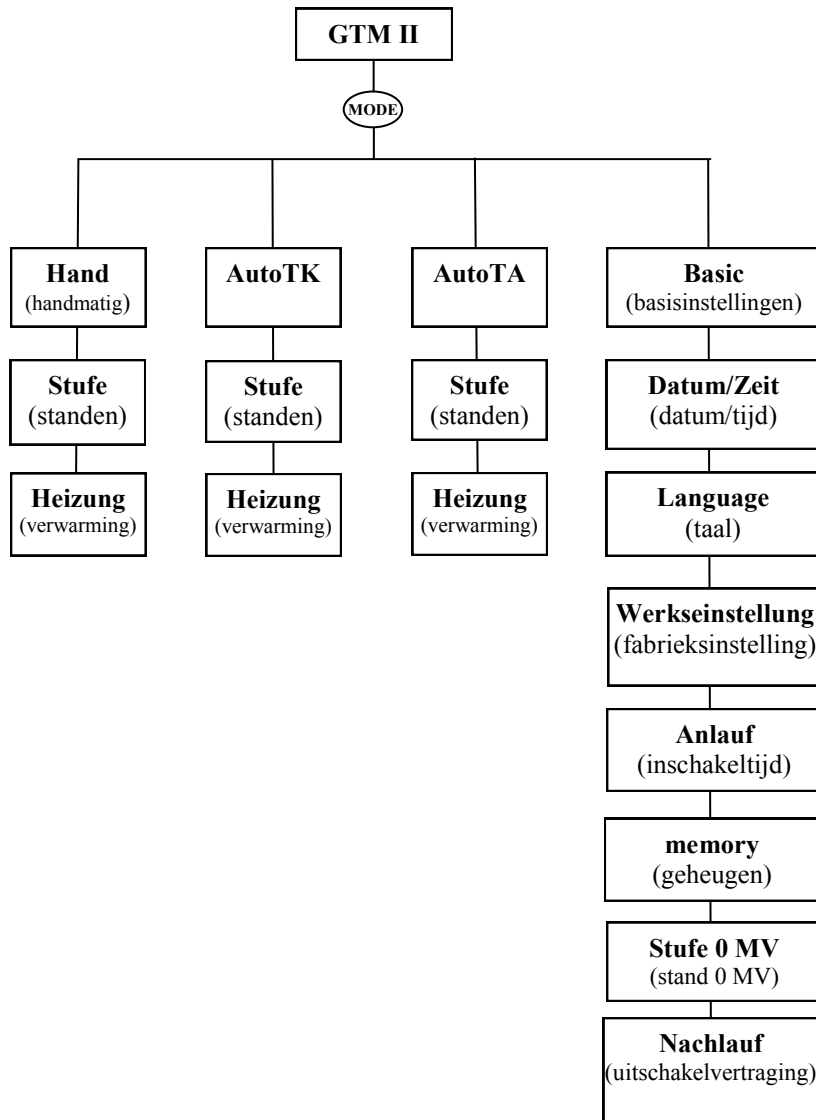 GTM II
MODE
Hand
(handmatig)
Stufe
(standen)
Heizung
(verwarming)
AutoTK
Stufe
(standen)
Heizung
(verwarming)
AutoTA
Stufe
(standen)
Heizung
(verwarming)
Basic
(basisinstellingen)
Datum/Zeit
(datum/tijd)
Language
(taal)
Werkseinstellung
(fabrieksinstelling)
Anlauf
(inschakeltijd)
memory
(geheugen)
Stufe 0 MV
(stand 0 MV)
Nachlauf
(uitschakelvertraging)